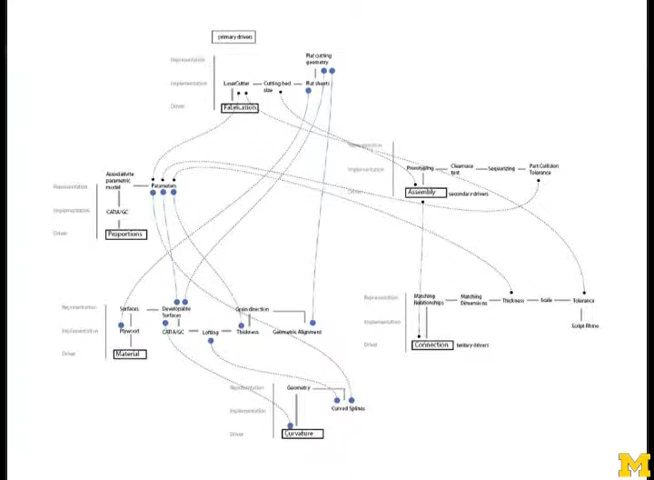 primary drivers
Flat cutting
geometry
Representation
Implementation
LaserCutter
Cutting bed
size
Flat sheets
Driver
Fabrications
Representation
Implementation
Prototyping
Clearance
test
Sequencing
Part Collision
Tolerance
Driver
Assembly
secondary drivers
Associative
parametric
model
Representation
Parameters
Implementation
CATIA/GC
Driver
Proportions
Representation
Surfaces
Developable
Surfaces
Grain direction
Implementation
Plywood
CATIA/GC
Lofting
Thickness
Geometric Alignment
Driver
Material
Representation
Matching
Relationships
Matching
Dimensions
Thickness
Scale
Tolerance
Implementation
Script Rhino
Driver
Connection
tertiary drivers
Representation
Geometry
Implementation
Curved Splines
Driver
Curvature
M